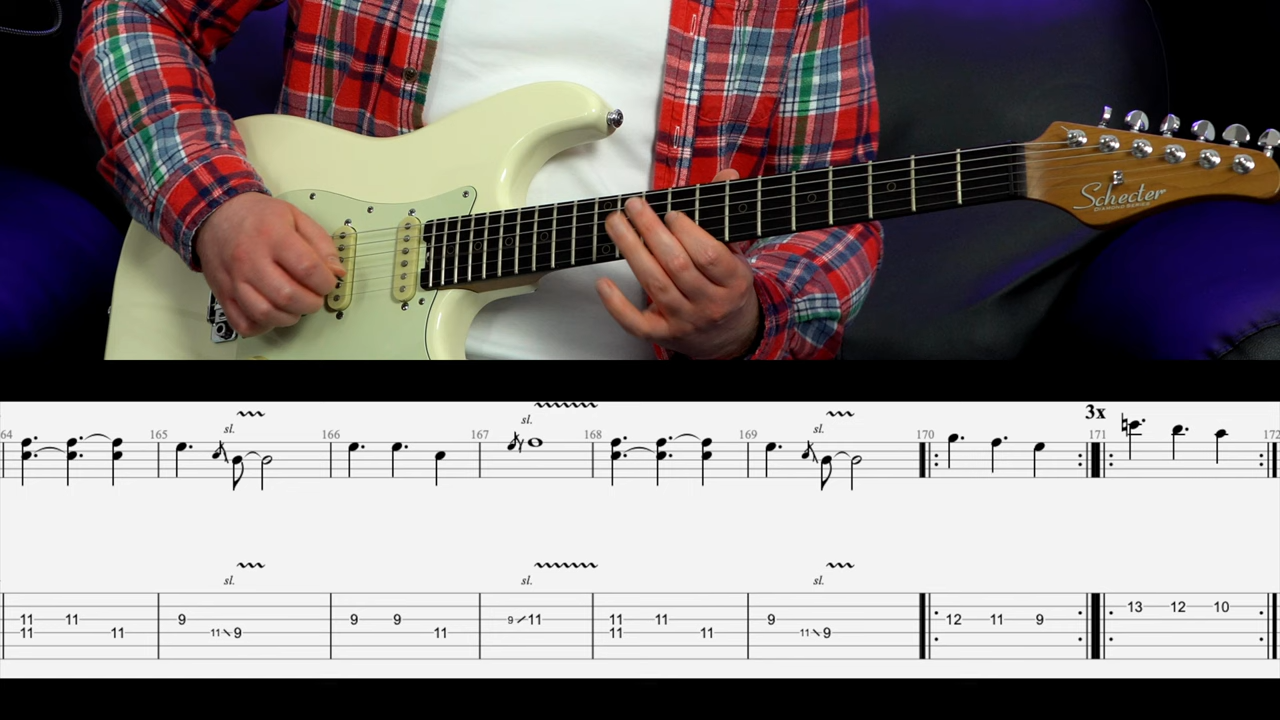 Schecter
DIAMOND SERIES
3x
sl. sl. sl.
64 165 166 167 168 169 170 171 172
sl. sl. sl.
11 11 9 9 9 9 11 11 11 9 12 11 9 13 12 10
11 11 11 9 11 11 11 11 9